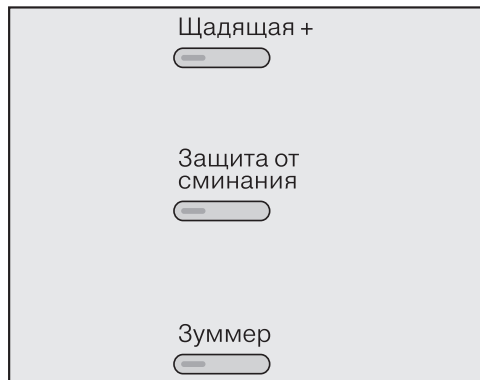 Щадящая +
Защита от
сминания
Зуммер